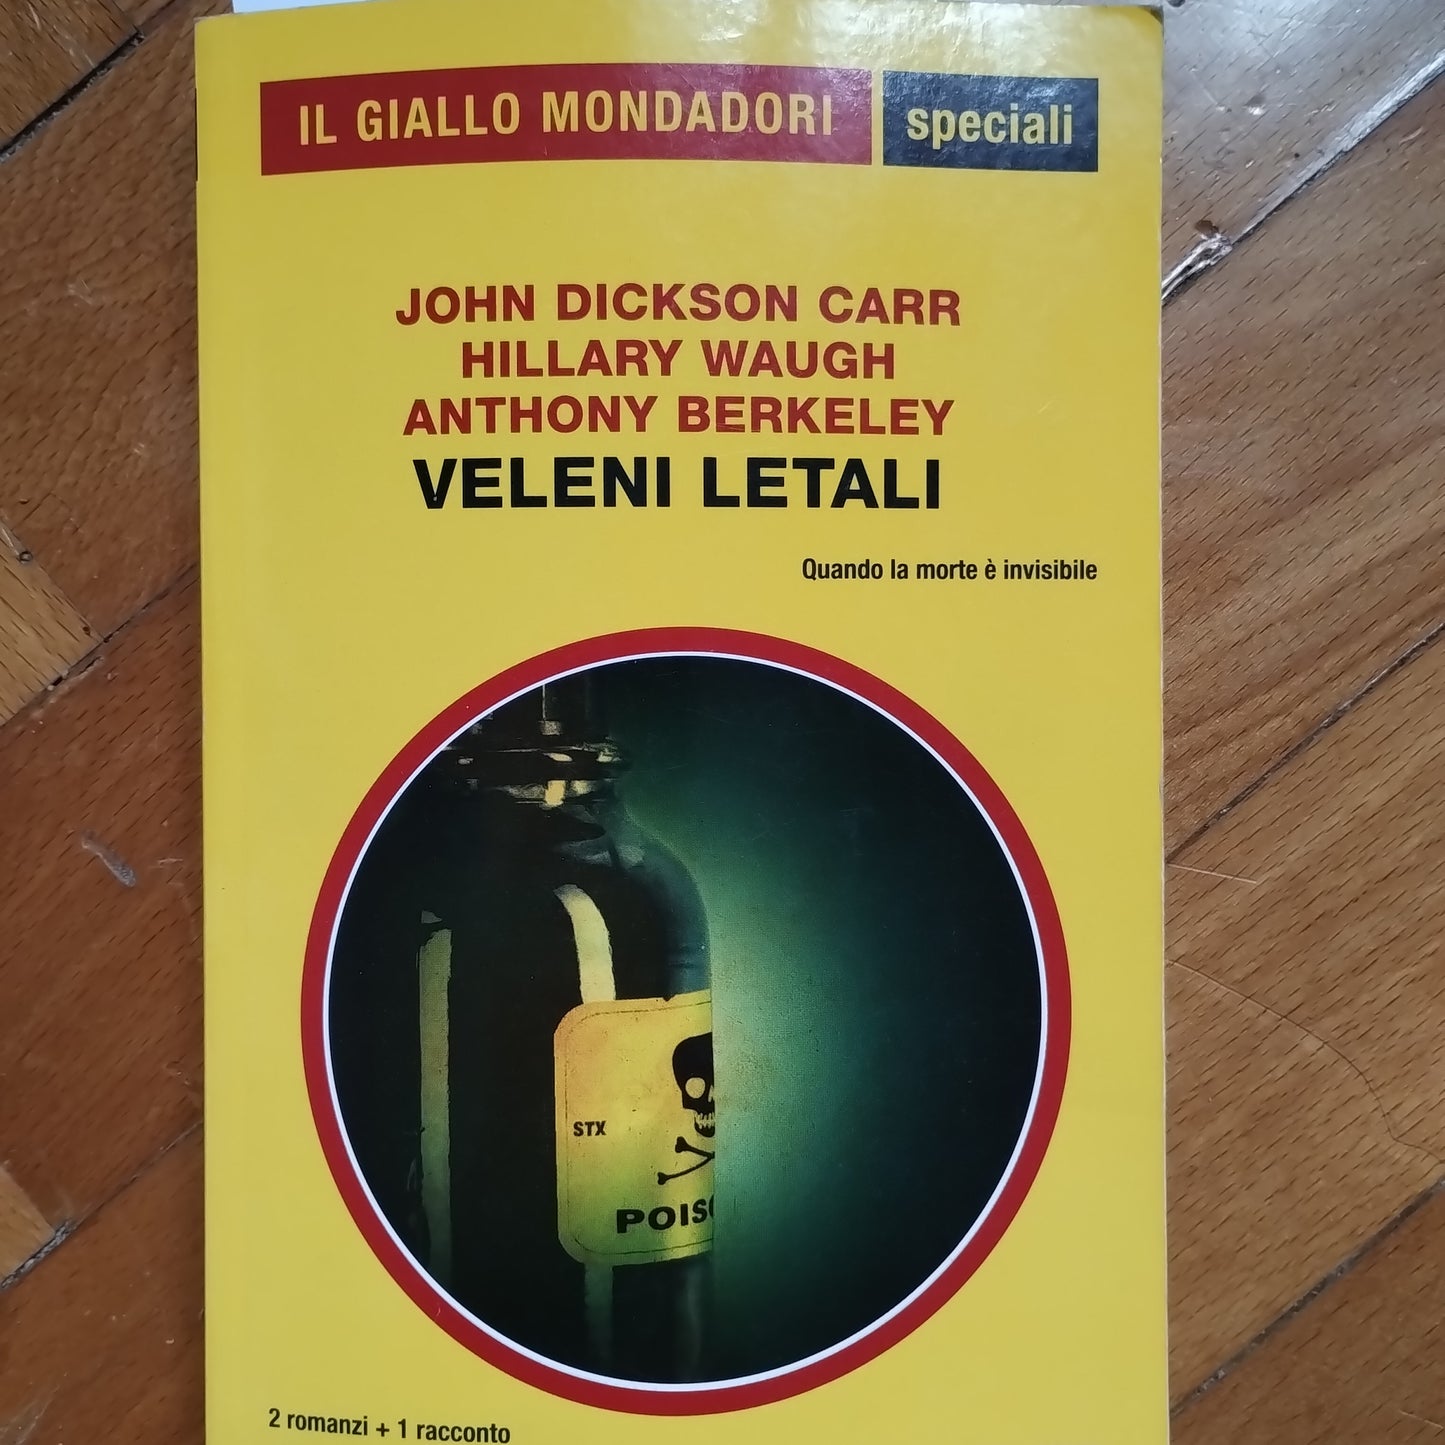 IL GIALLO MONDADORI speciali
JOHN DICKSON CARR
HILLARY WAUGH
ANTHONY BERKELEY
VELENI LETALI
Quando la morte è invisibile
STX
POISO
2 romanzi + 1 racconto